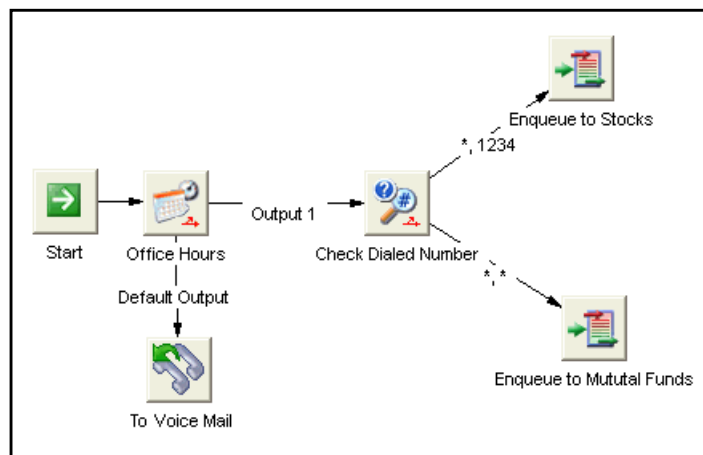 Enqueue to Stocks
*, 1234
Output 1
Start
Office Hours
Check Dialed Number
*, *
Default Output
Enqueue to Mututal Funds
To Voice Mail